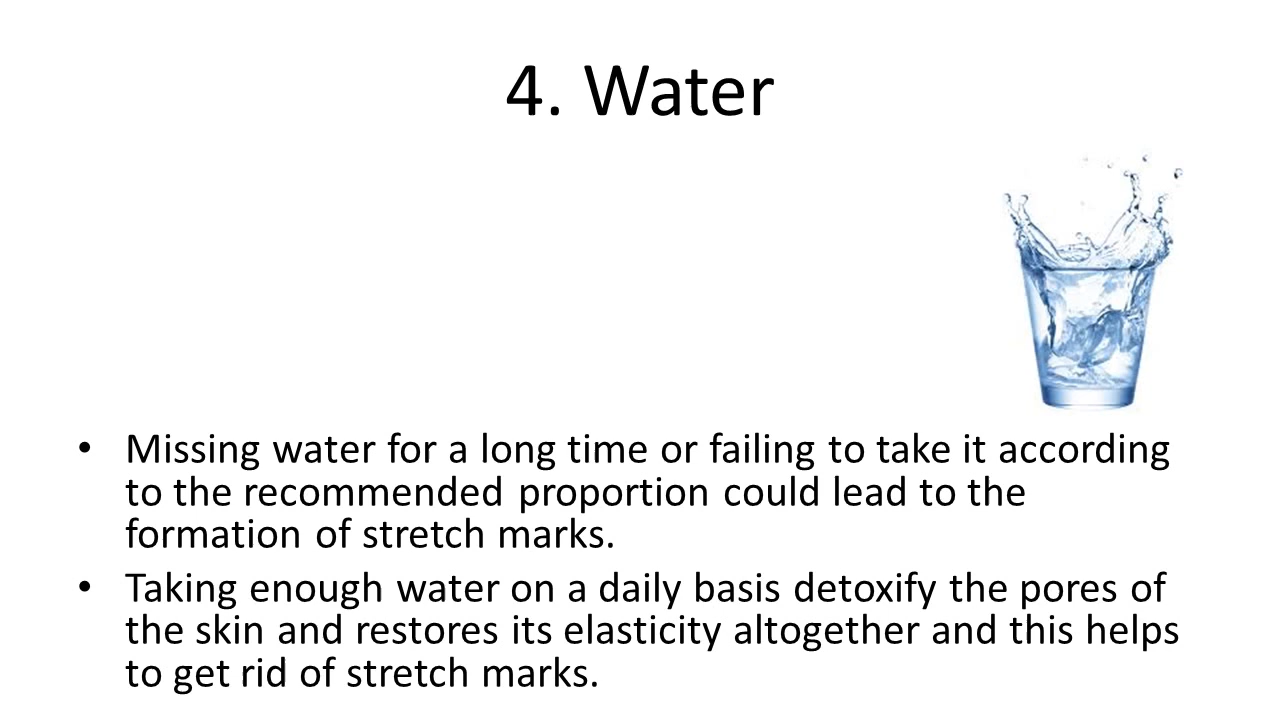 4. Water
• Missing water for a long time or failing to take it according
to the recommended proportion could lead to the
formation of stretch marks.
• Taking enough water on a daily basis detoxify the pores of
the skin and restores its elasticity altogether and this helps
to get rid of stretch marks.